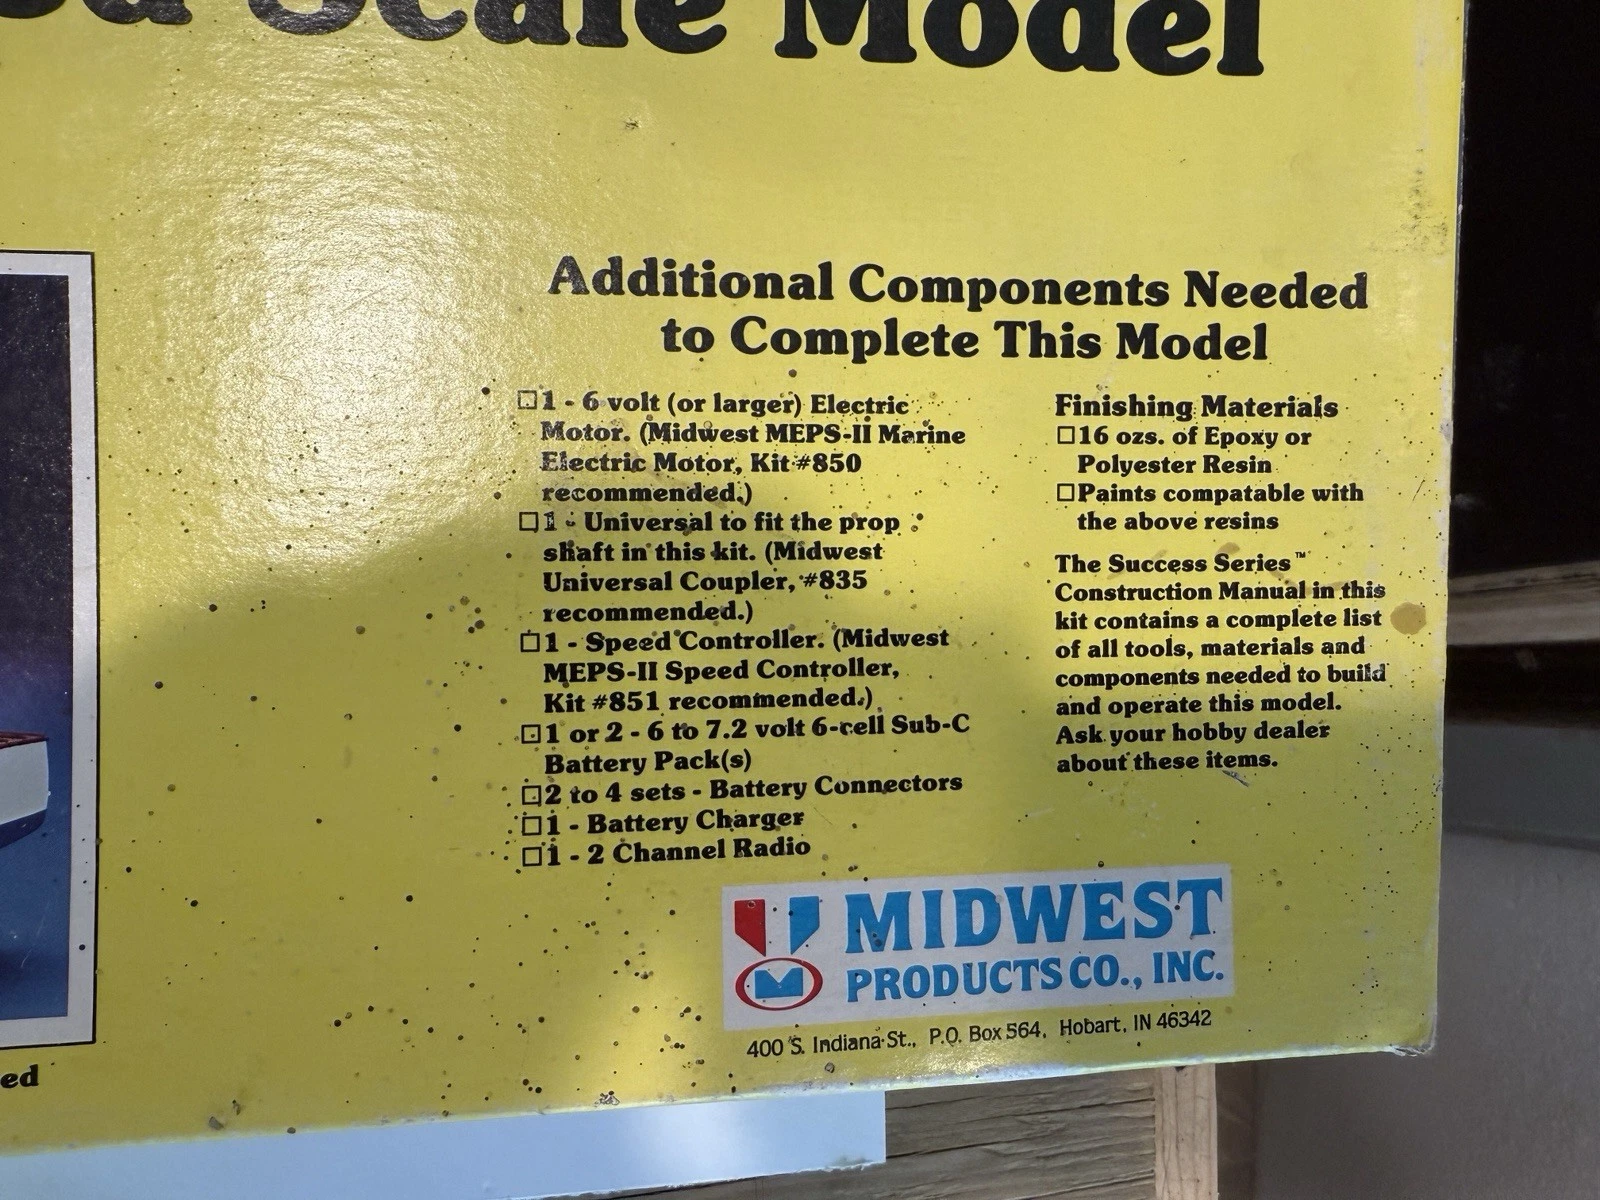 Scale Model
Additional Components Needed
to Complete This Model
☐1 - 6 volt (or larger) Electric
Motor. (Midwest MEPS-II Marine
Electric Motor, Kit #850
recommended.)
☐1 - Universal to fit the prop
shaft in this kit. (Midwest
Universal Coupler, #835
recommended.)
☐1 - Speed Controller. (Midwest
MEPS-II Speed Controller,
Kit #851 recommended.)
☐1 or 2 - 6 to 7.2 volt 6-cell Sub-C
Battery Pack(s)
☐2 to 4 sets - Battery Connectors
☐1 - Battery Charger
☐1 - 2 Channel Radio
Finishing Materials
☐16 ozs. of Epoxy or
Polyester Resin
☐Paints compatable with
the above resins
The Success Series™
Construction Manual in this
kit contains a complete list
of all tools, materials and
components needed to build
and operate this model.
Ask your hobby dealer
about these items.
MIDWEST
PRODUCTS CO., INC.
400 S. Indiana St., P.O. Box 564, Hobart, IN 46342
ed